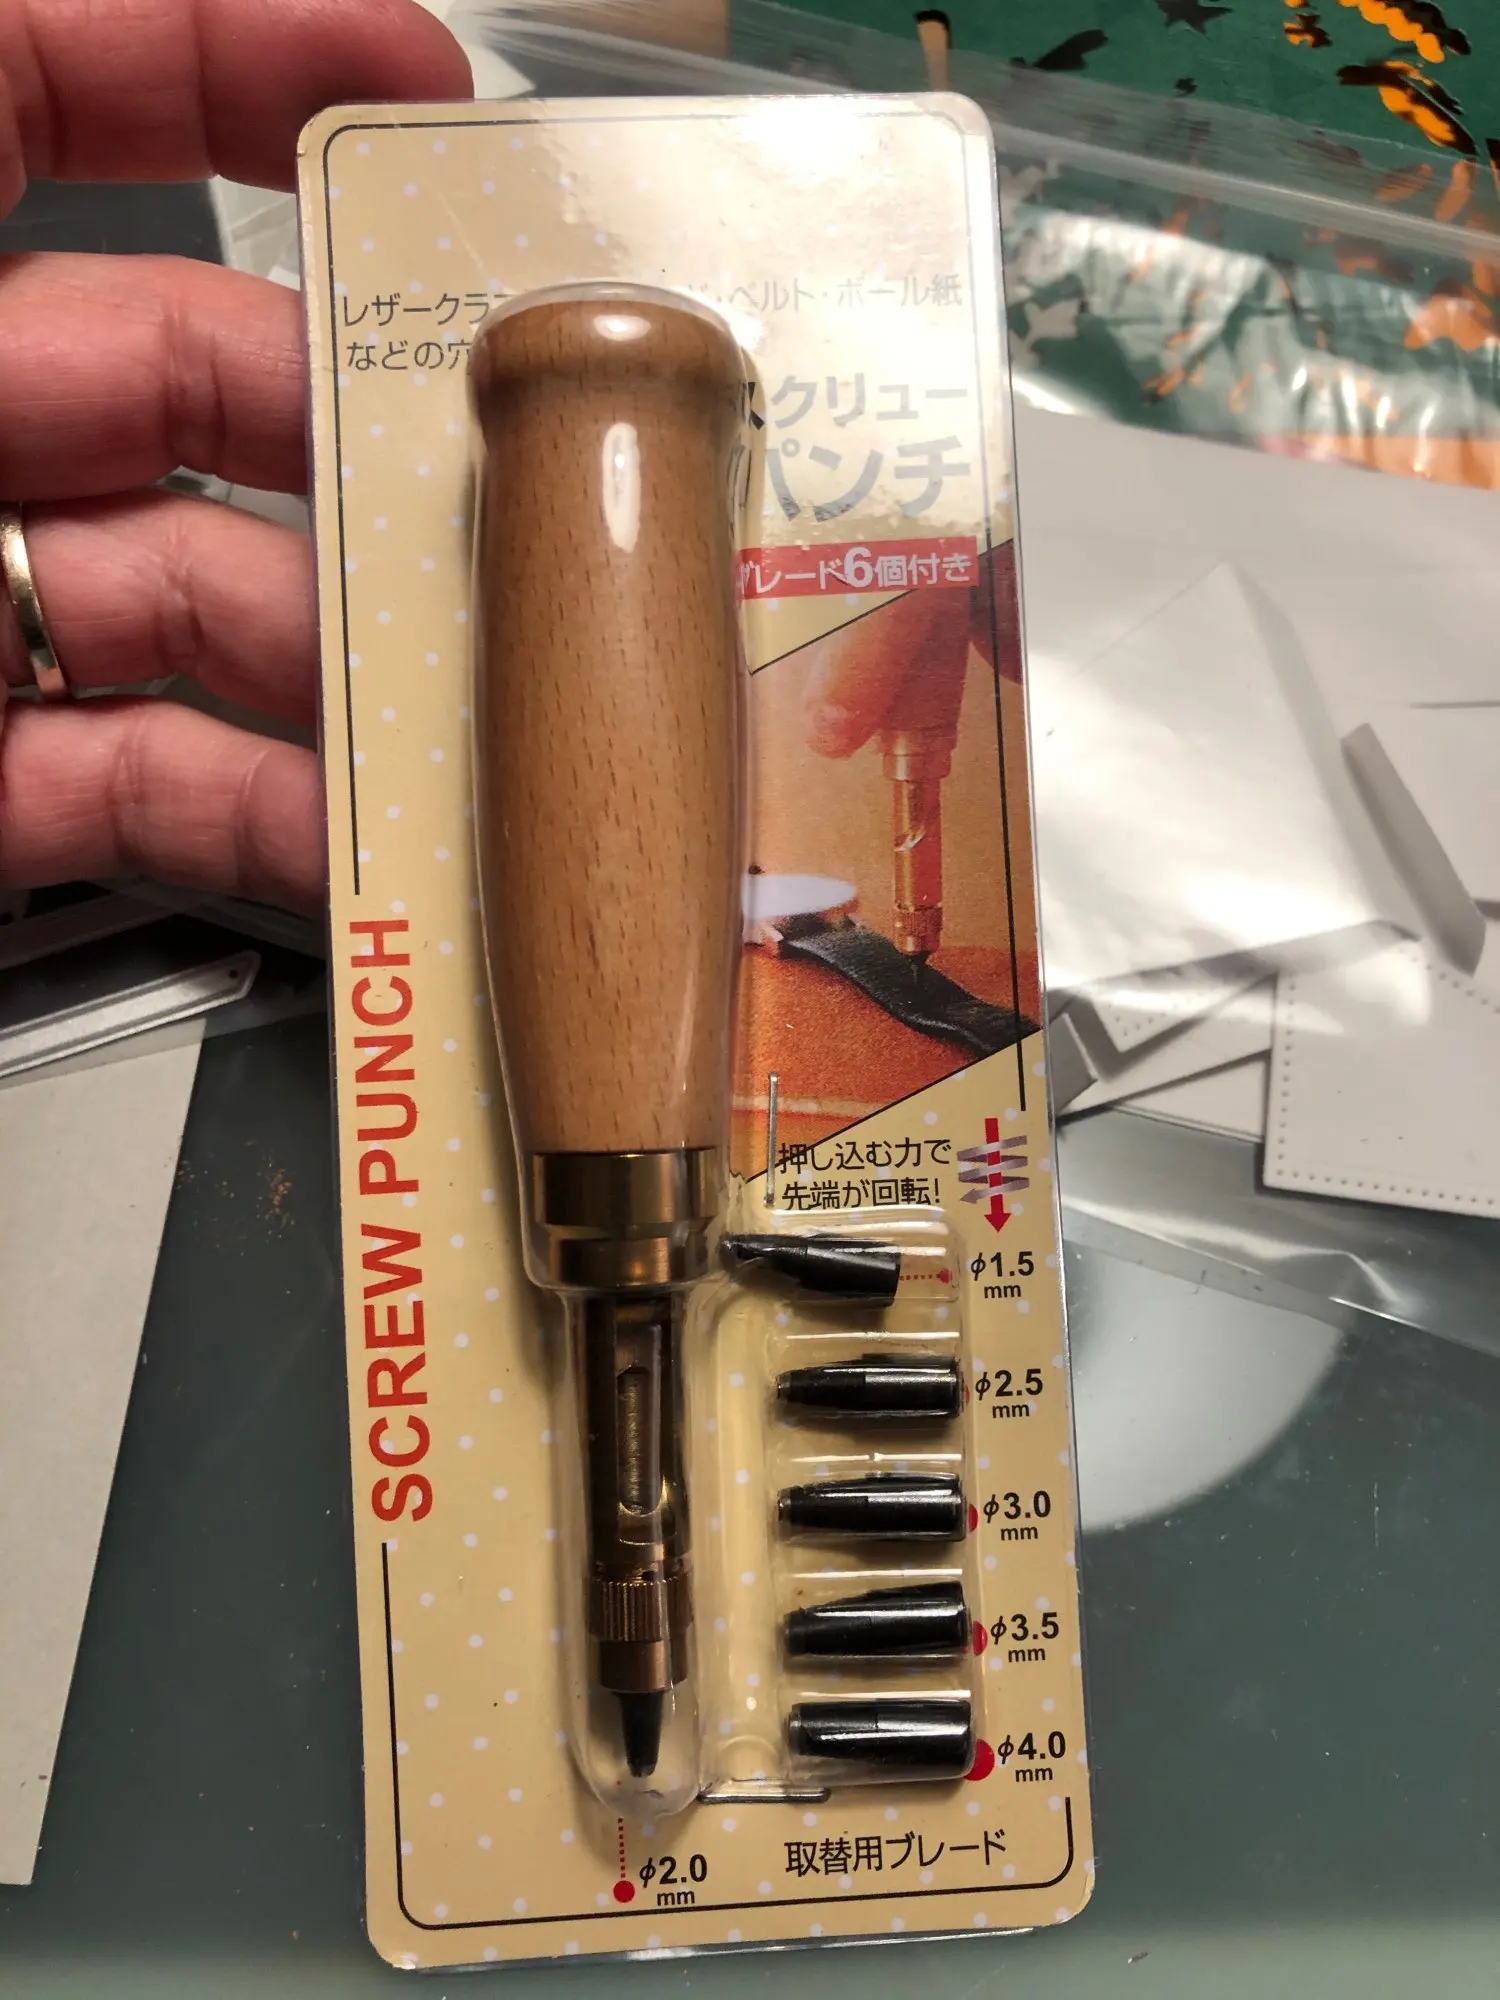 レザークラフ ・ベルト・ボール紙
などの穴
スクリュー
パンチ
ブレード6個付き
SCREW PUNCH
押し込む力で
先端が回転!
φ1.5
mm
φ2.5
mm
φ3.0
mm
φ3.5
mm
φ4.0
mm
φ2.0
mm
取替用ブレード